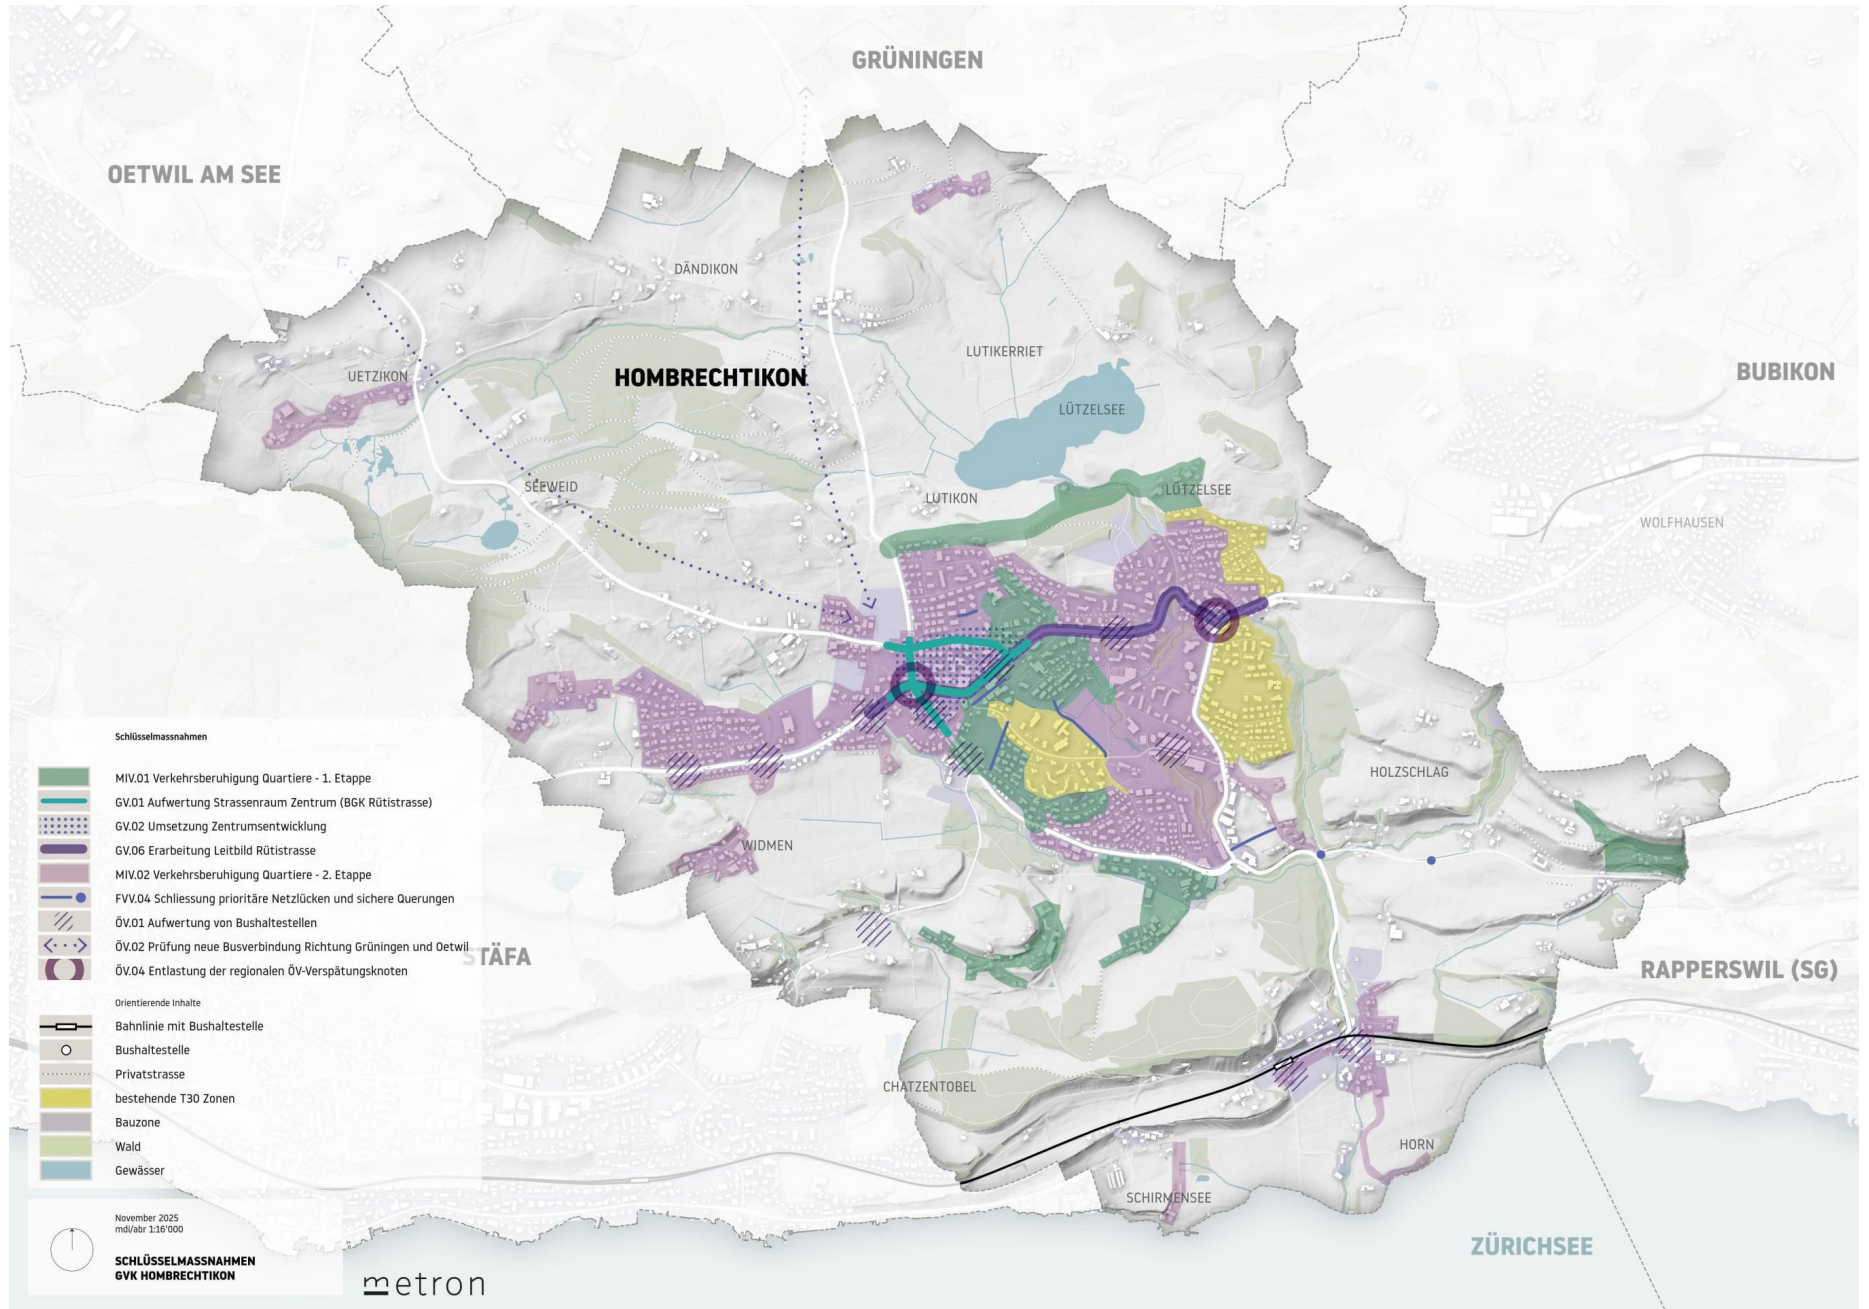 GRÜNINGEN
OETWIL AM SEE
DÄNDIKON
LUTIKERRIET
UETZIKON
HOMBRECHTIKON
BUBIKON
LÜTZELSEE
SEEWEID
LUTIKON
LÜTZELSEE
WOLFHAUSEN
HOLZSCHLAG
WIDMEN
STÄFA
RAPPERSWIL (SG)
CHATZENTOBEL
HORN
SCHIRMENSEE
ZÜRICHSEE
Schlüsselmassnahmen
MIV.01 Verkehrsberuhigung Quartiere - 1. Etappe
GV.01 Aufwertung Strassenraum Zentrum (BGK Rütistrasse)
GV.02 Umsetzung Zentrumsentwicklung
GV.06 Erarbeitung Leitbild Rütistrasse
MIV.02 Verkehrsberuhigung Quartiere - 2. Etappe
FVV.04 Schliessung prioritäre Netzlücken und sichere Querungen
ÖV.01 Aufwertung von Bushaltestellen
ÖV.02 Prüfung neue Busverbindung Richtung Grüningen und Oetwil
ÖV.04 Entlastung der regionalen ÖV-Verspätungsknoten
Orientierende Inhalte
Bahnlinie mit Bushaltestelle
Bushaltestelle
Privatstrasse
bestehende T30 Zonen
Bauzone
Wald
Gewässer
November 2025
mdi/abr 1:16'000
SCHLÜSSELMASSNAHMEN
GVK HOMBRECHTIKON
metron